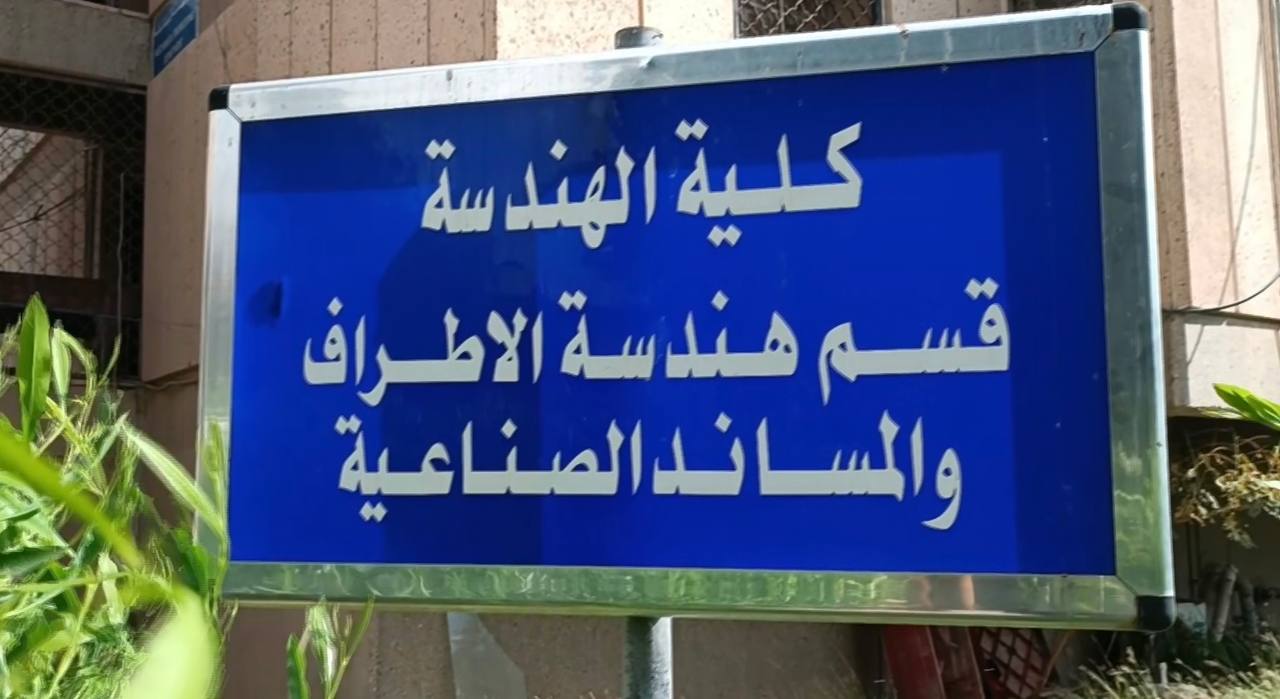 كلية الهندسة
قسم هندسة الاطراف
والمساند الصناعية